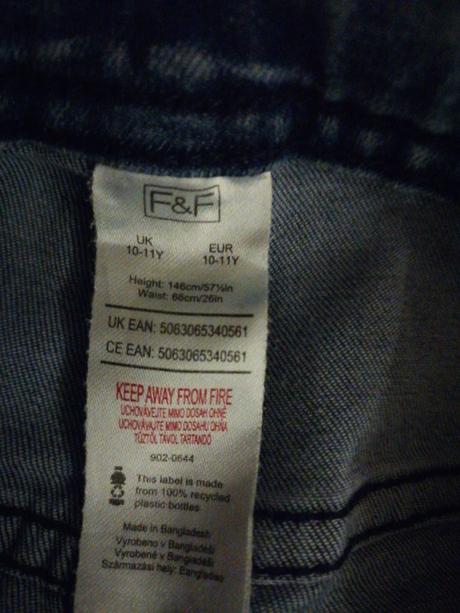 F&F
UK
10-11Y
EUR
10-11Y
Height: 146cm/57½in
Waist: 66cm/26in
UK EAN: 5063065340561
CE EAN: 5063065340561
KEEP AWAY FROM FIRE
UCHOVÁVEJTE MIMO DOSAH OHNĚ
UCHOVÁVAJTE MIMO DOSAHU OHŇA
TŰZTŐL TÁVOL TARTANDÓ
902-0644
This label is made
from 100% recycled
plastic bottles
Made in Bangladesh
Vyrobeno v Bangladéši
Vyrobené v Bangladéši
Származási hely: Banglades